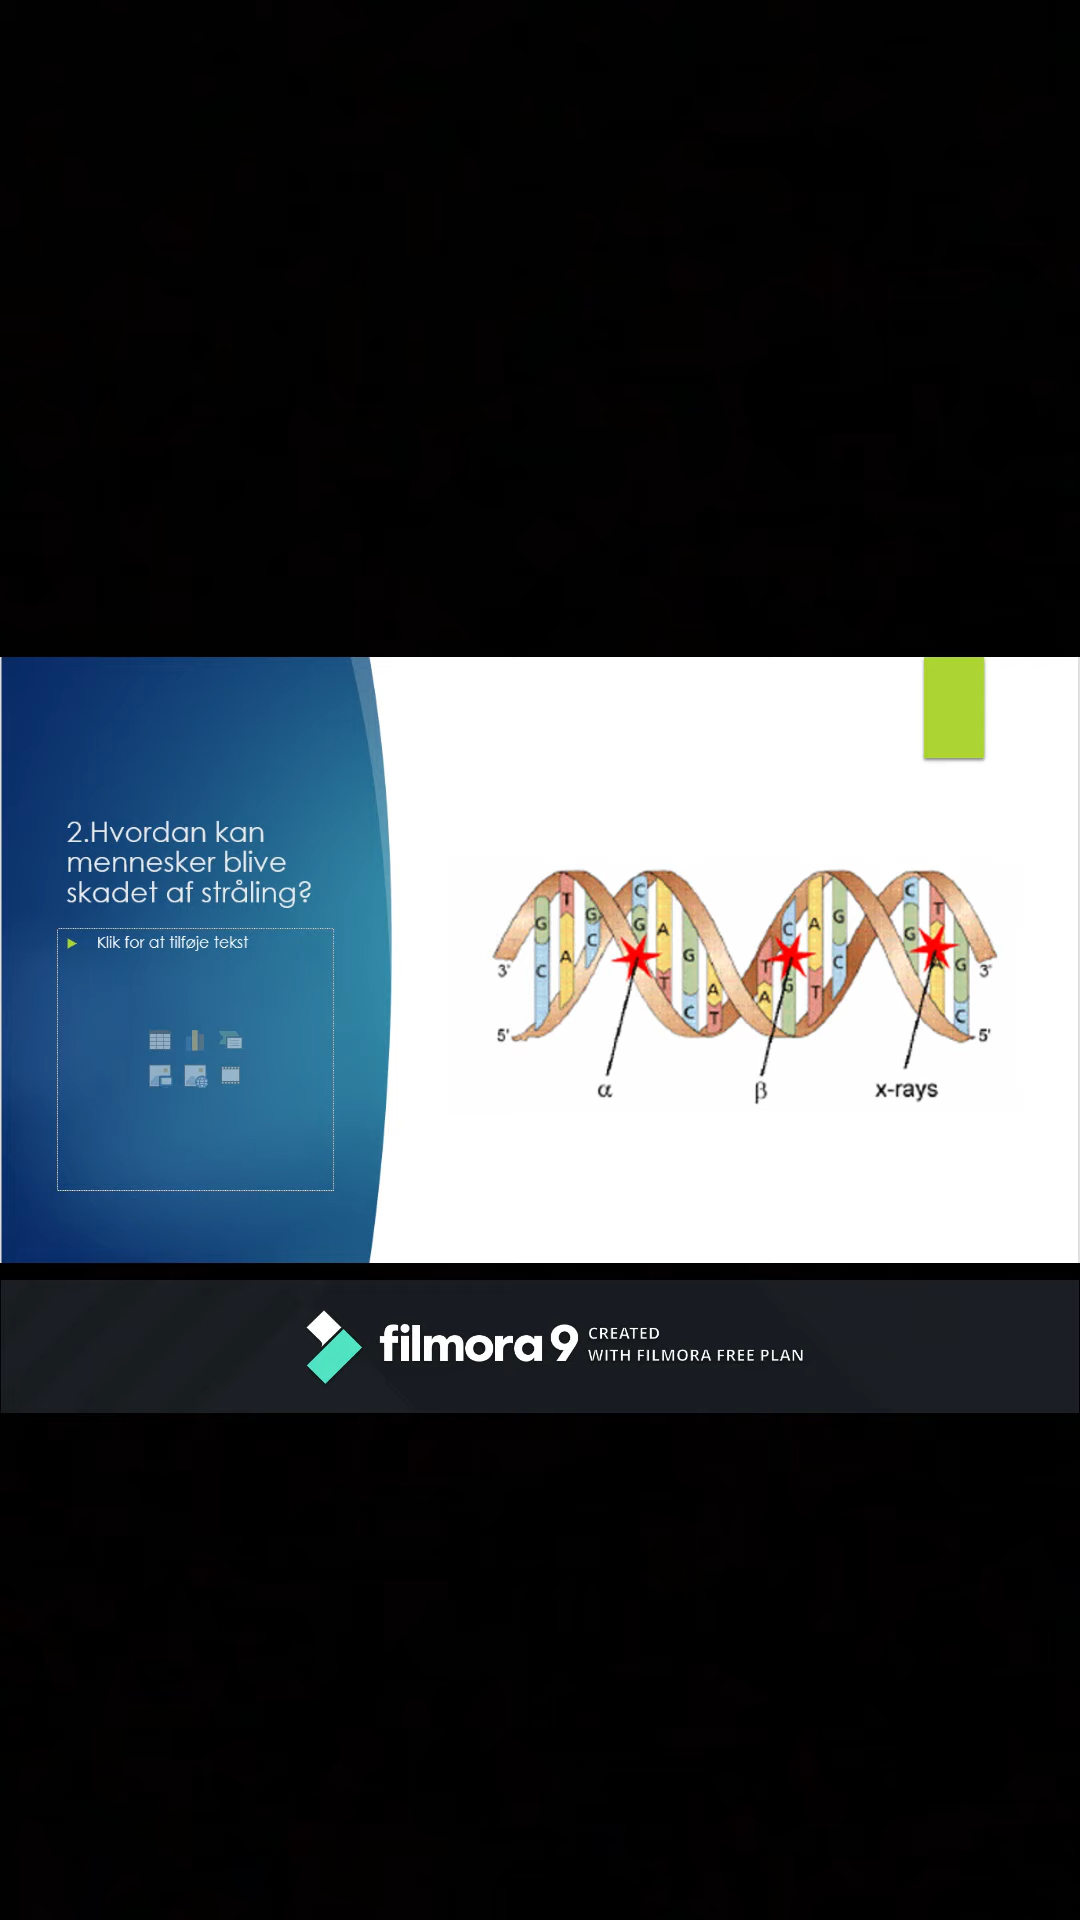 2.Hvordan kan
mennesker blive
skadet af stråling?
Klik for at tilføje tekst
G C T A G C C G A T G C A T
T A C G A T G C C G T A G C
3' 3'
5' 5'
α β x-rays
filmora 9 CREATED
WITH FILMORA FREE PLAN